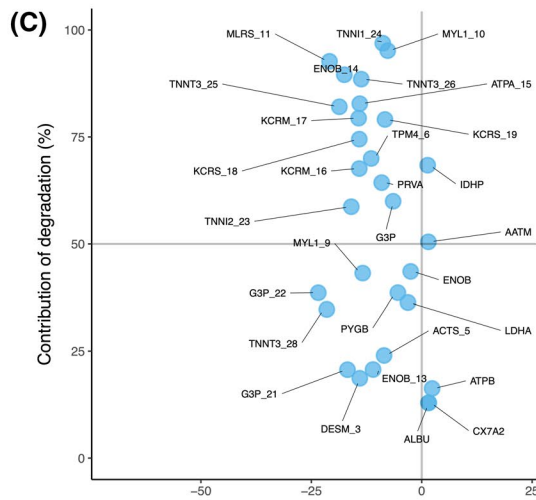 (C)
Contribution of degradation (%)
100
75
50
25
0
−50
−25
0
25
MLRS_11
TNNI1_24
MYL1_10
ENOB_14
TNNT3_25
TNNT3_26
ATPA_15
KCRM_17
TPM4_6
KCRS_19
KCRS_18
KCRM_16
PRVA
IDHP
TNNI2_23
G3P
AATM
MYL1_9
ENOB
G3P_22
PYGB
LDHA
TNNT3_28
ACTS_5
G3P_21
ENOB_13
ATPB
DESM_3
ALBU
CX7A2